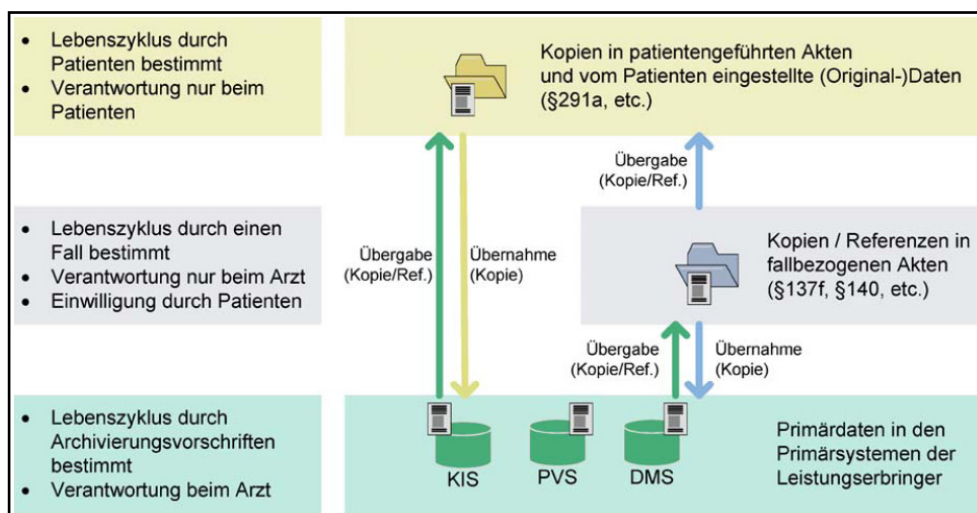 • Lebenszyklus durch
Patienten bestimmt
• Verantwortung nur beim
Patienten
Kopien in patientengeführten Akten
und vom Patienten eingestellte (Original-)Daten
(§291a, etc.)
Übergabe
(Kopie/Ref.)
• Lebenszyklus durch einen
Fall bestimmt
• Verantwortung nur beim Arzt
• Einwilligung durch Patienten
Übergabe
(Kopie/Ref.)
Übernahme
(Kopie)
Kopien / Referenzen in
fallbezogenen Akten
(§137f, §140, etc.)
Übergabe
(Kopie/Ref.)
Übernahme
(Kopie)
• Lebenszyklus durch
Archivierungsvorschriften
bestimmt
• Verantwortung beim Arzt
KIS
PVS
DMS
Primärdaten in den
Primärsystemen der
Leistungserbringer